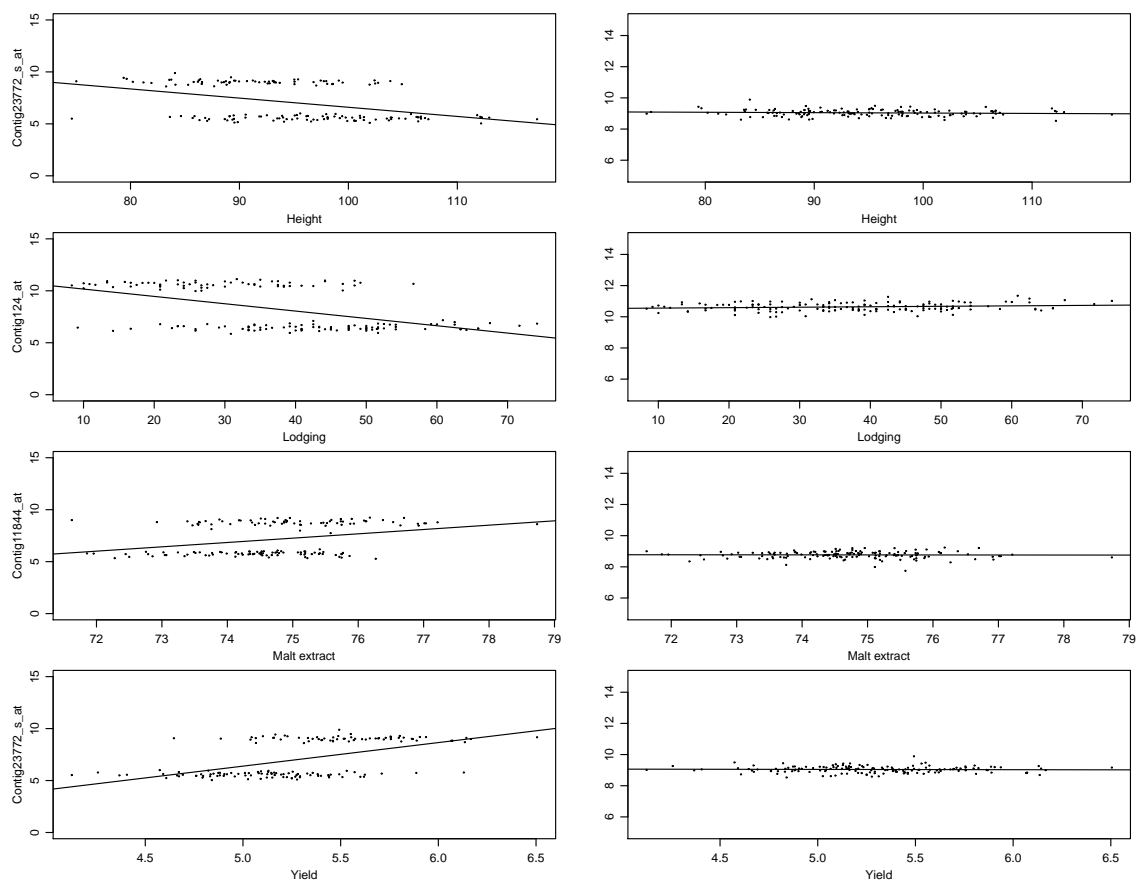 Contig23772_s_at
0 5 10 15
80 90 100 110
Height
6 8 10 12 14
80 90 100 110
Height
Contig124_at
0 5 10 15
10 20 30 40 50 60 70
Lodging
6 8 10 12 14
10 20 30 40 50 60 70
Lodging
Contig11844_at
0 5 10 15
72 73 74 75 76 77 78 79
Malt extract
6 8 10 12 14
72 73 74 75 76 77 78 79
Malt extract
Contig23772_s_at
0 5 10 15
4.5 5.0 5.5 6.0 6.5
Yield
6 8 10 12 14
4.5 5.0 5.5 6.0 6.5
Yield